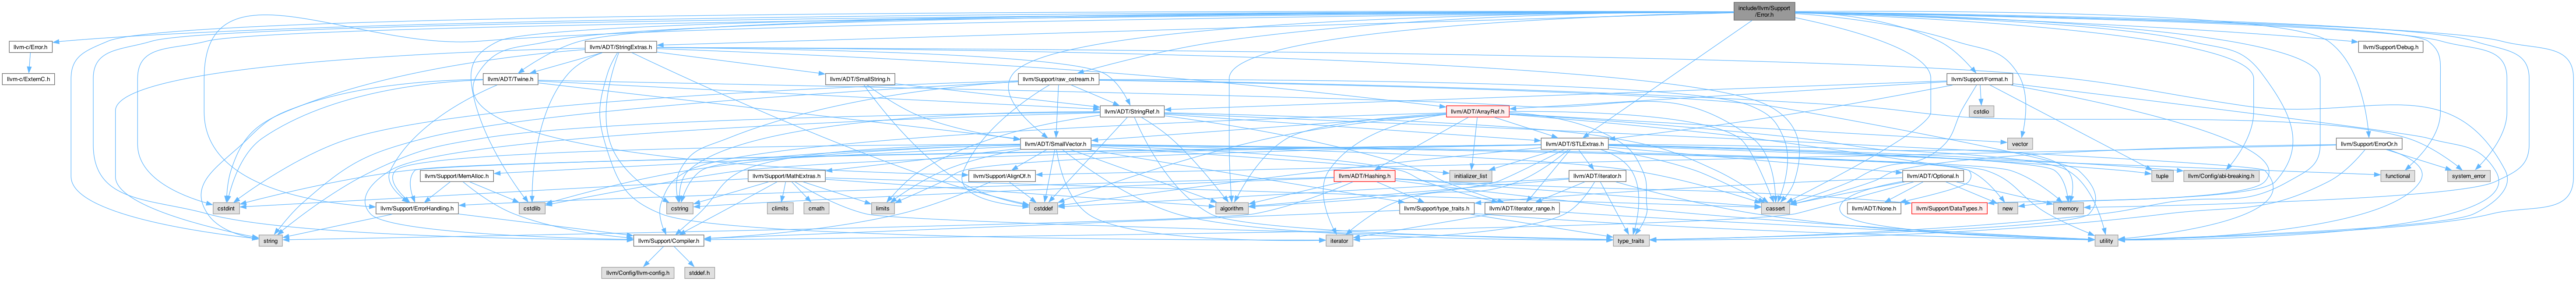 include/llvm/Support
/Error.h
llvm-c/Error.h
llvm/ADT/StringExtras.h
llvm/Support/Debug.h
llvm-c/ExternC.h
llvm/ADT/Twine.h
llvm/ADT/SmallString.h
llvm/Support/raw_ostream.h
llvm/Support/Format.h
llvm/ADT/StringRef.h
llvm/ADT/ArrayRef.h
cstdio
vector
llvm/ADT/SmallVector.h
llvm/ADT/STLExtras.h
llvm/Support/ErrorOr.h
llvm/Support/MemAlloc.h
llvm/Support/MathExtras.h
llvm/Support/AlignOf.h
initializer_list
llvm/ADT/Hashing.h
llvm/ADT/iterator.h
llvm/ADT/Optional.h
tuple
llvm/Config/abi-breaking.h
functional
system_error
cstdint
llvm/Support/ErrorHandling.h
cstdlib
cstring
climits
cmath
limits
cstddef
algorithm
llvm/Support/type_traits.h
llvm/ADT/iterator_range.h
cassert
llvm/ADT/None.h
llvm/Support/DataTypes.h
new
memory
string
llvm/Support/Compiler.h
iterator
type_traits
utility
llvm/Config/llvm-config.h
stddef.h